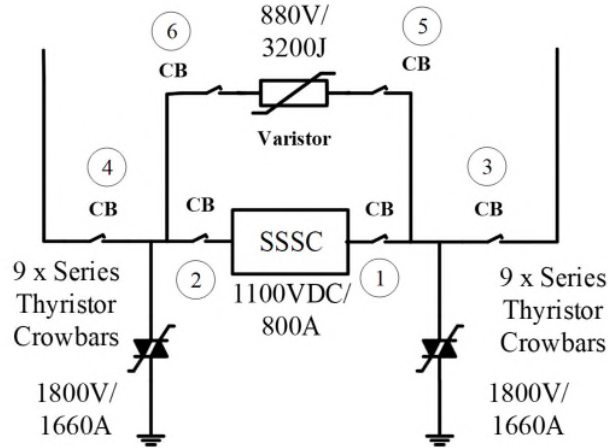 6
880V/
3200J
5
CB
CB
Varistor
4
3
CB
CB
CB
CB
SSSC
9 x Series
Thyristor
Crowbars
2
1100VDC/
800A
1
9 x Series
Thyristor
Crowbars
1800V/
1660A
1800V/
1660A